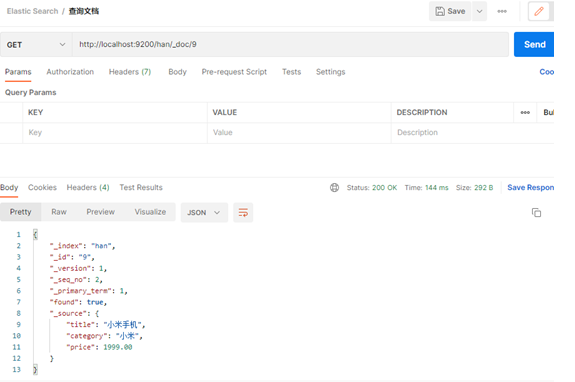 Elastic Search / 查询文档
Save
GET http://localhost:9200/han/_doc/9 Send
Params Authorization Headers (7) Body Pre-request Script Tests Settings Coo
Query Params
KEY VALUE DESCRIPTION Bul
Key Value Description
Body Cookies Headers (4) Test Results Status: 200 OK Time: 144 ms Size: 292 B Save Respon
Pretty Raw Preview Visualize JSON
1 {
2 "_index": "han",
3 "_id": "9",
4 "_version": 1,
5 "_seq_no": 2,
6 "_primary_term": 1,
7 "found": true,
8 "_source": {
9 "title": "小米手机",
10 "category": "小米",
11 "price": 1999.00
12 }
13 }